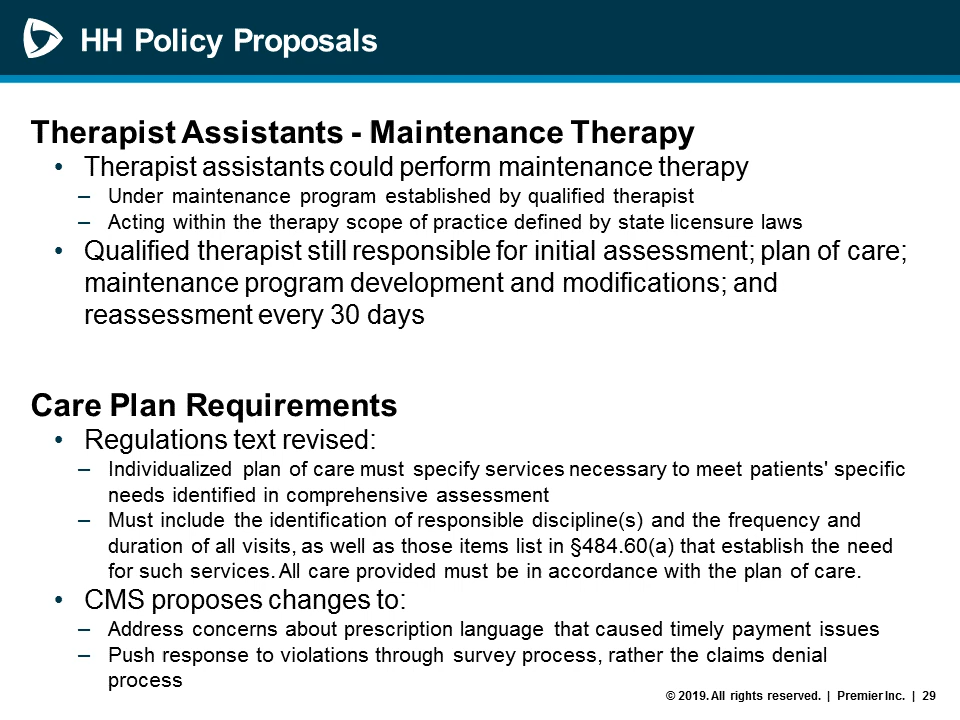 HH Policy Proposals
Therapist Assistants - Maintenance Therapy
• Therapist assistants could perform maintenance therapy
– Under maintenance program established by qualified therapist
– Acting within the therapy scope of practice defined by state licensure laws
• Qualified therapist still responsible for initial assessment; plan of care;
maintenance program development and modifications; and
reassessment every 30 days
Care Plan Requirements
• Regulations text revised:
– Individualized plan of care must specify services necessary to meet patients' specific
needs identified in comprehensive assessment
– Must include the identification of responsible discipline(s) and the frequency and
duration of all visits, as well as those items list in §484.60(a) that establish the need
for such services. All care provided must be in accordance with the plan of care.
• CMS proposes changes to:
– Address concerns about prescription language that caused timely payment issues
– Push response to violations through survey process, rather the claims denial
process
© 2019. All rights reserved. | Premier Inc. | 29